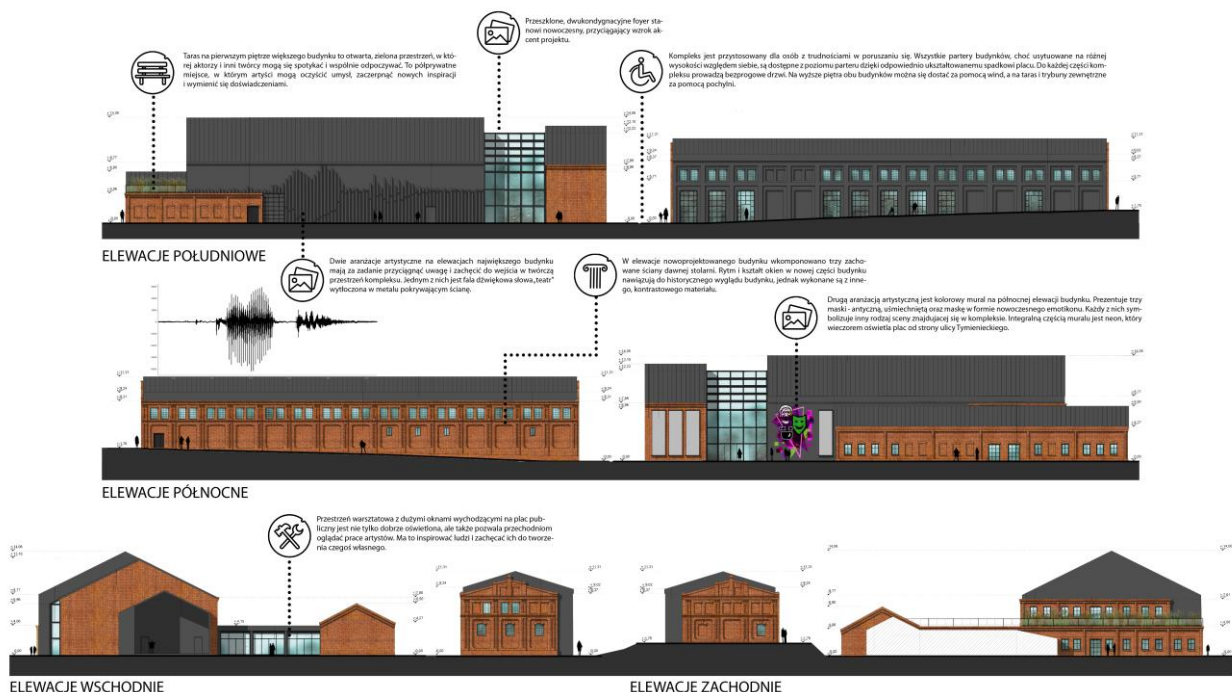 Przeszklone, dwukondygnacyjne foyer sta-
nowi nowoczesny, przyciągający wzrok ak-
cent projektu.
Taras na pierwszym piętrze większego budynku to otwarta, zielona przestrzeń, w któ-
rej aktorzy i inni twórcy mogą się spotykać i wspólnie odpoczywać. To półprywatne
miejsce, w którym artyści mogą oczyścić umysł, zaczerpnąć nowych inspiracji
i wymienić się doświadczeniami.
Kompleks jest przystosowany dla osób z trudnościami w poruszaniu się. Wszystkie partery budynków, choć usytuowane na różnej
wysokości względem siebie, są dostępne z poziomu parteru dzięki odpowiednio ukształtowanemu spadkowi placu. Do każdej części kom-
pleksu prowadzą bezprogowe drzwi. Na wyższe piętra obu budynków można się dostać za pomocą wind, a na taras i trybuny zewnętrzne
za pomocą pochylni.
ELEWACJE POŁUDNIOWE
Dwie aranżacje artystyczne na elewacjach największego budynku
mają za zadanie przyciągnąć uwagę i zachęcić do wejścia w twórczą
przestrzeń kompleksu. Jednym z nich jest fala dźwiękowa słowa„teatr”
wytłoczona w metalu pokrywającym ścianę.
W elewacje nowoprojektowanego budynku wkomponowano trzy zacho-
wane ściany dawnej stolarni. Rytm i kształt okien w nowej części budynku
nawiązują do historycznego wyglądu budynku, jednak wykonane są z inne-
go, kontrastowego materiału.
Drugą aranżacją artystyczną jest kolorowy mural na północnej elewacji budynku. Prezentuje trzy
maski - antyczną, uśmiechniętą oraz maskę w formie nowoczesnego emotikonu. Każdy z nich sym-
bolizuje inny rodzaj sceny znajdującej się w kompleksie. Integralną częścią muralu jest neon, który
wieczorem oświetla plac od strony ulicy Tymienieckiego.
ELEWACJE PÓŁNOCNE
Przestrzeń warsztatowa z dużymi oknami wychodzącymi na plac pub-
liczny jest nie tylko dobrze oświetlona, ale także pozwala przechodniom
oglądać prace artystów. Ma to inspirować ludzi i zachęcać ich do tworze-
nia czegoś własnego.
ELEWACJE WSCHODNIE
ELEWACJE ZACHODNIE